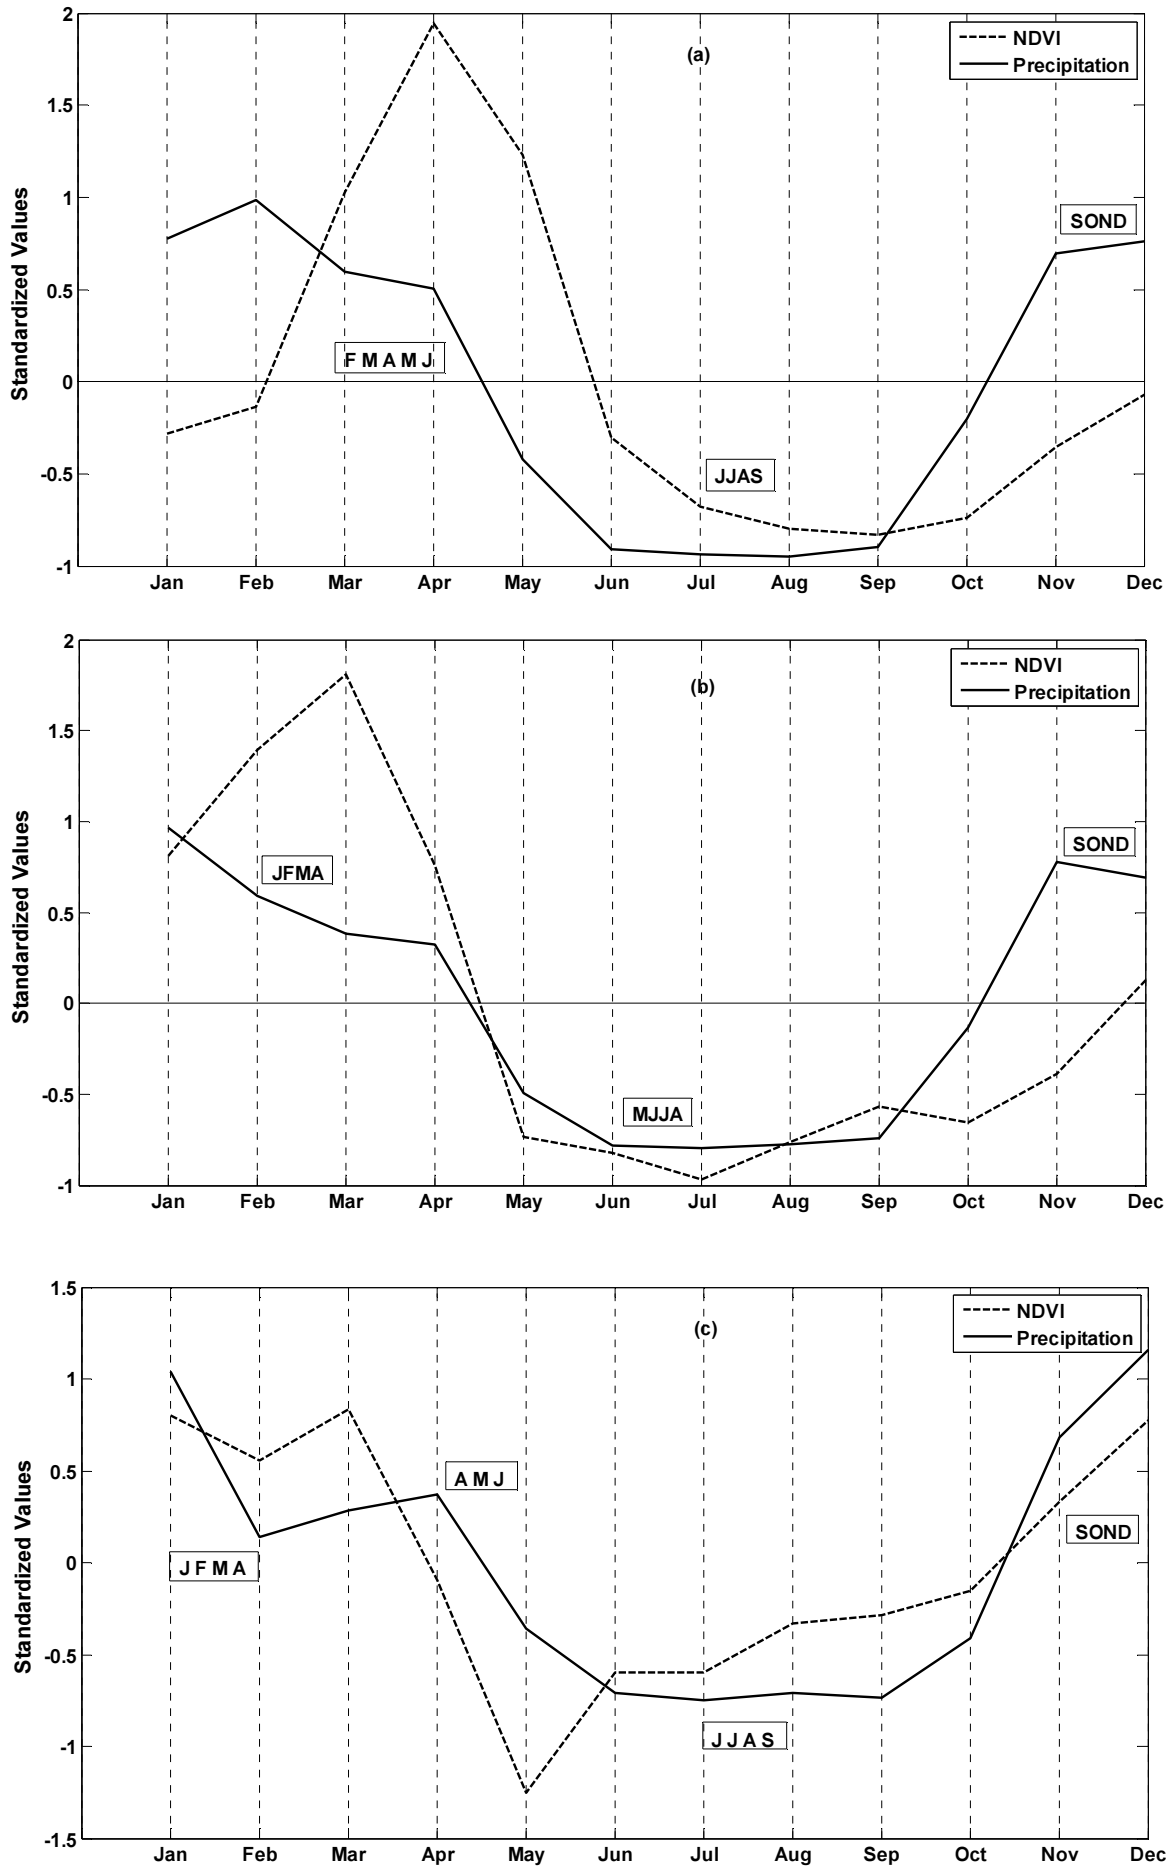 2
(a)
NDVI
Precipitation
1.5
1
SOND
0.5
F M A M J
0
JJAS
-0.5
-1
Standardized Values
Jan Feb Mar Apr May Jun Jul Aug Sep Oct Nov Dec
2
(b)
NDVI
Precipitation
1.5
1
SOND
JFMA
0.5
0
-0.5
MJJA
-1
Standardized Values
Jan Feb Mar Apr May Jun Jul Aug Sep Oct Nov Dec
1.5
(c)
NDVI
Precipitation
1
0.5
A M J
SOND
0
J F M A
-0.5
-1
J J A S
-1.5
Standardized Values
Jan Feb Mar Apr May Jun Jul Aug Sep Oct Nov Dec